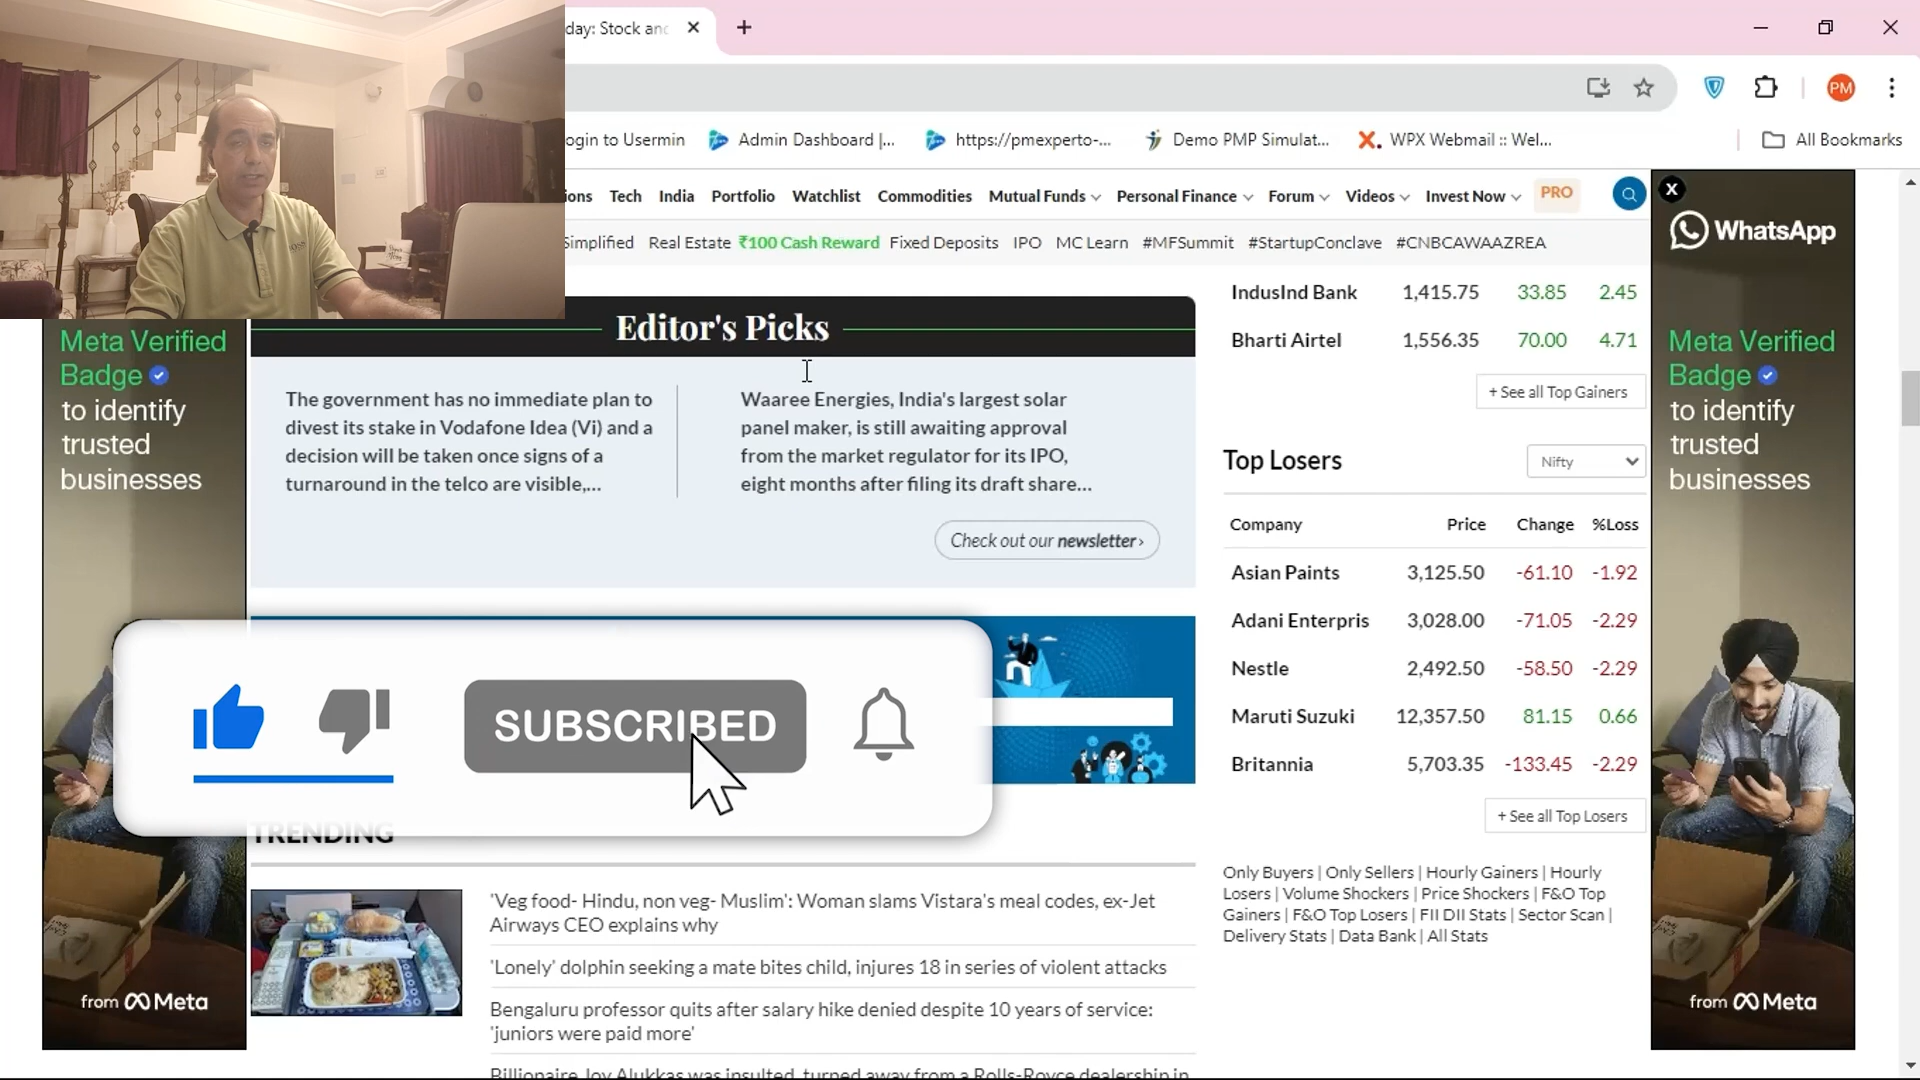 day: Stock and
PM
ogin to Usermin
Admin Dashboard |...
https://pmexperto-...
Demo PMP Simulat...
WPX Webmail :: Wel...
All Bookmarks
ions Tech India Portfolio Watchlist Commodities Mutual Funds Personal Finance Forum Videos Invest Now PRO
Simplified Real Estate ₹100 Cash Reward Fixed Deposits IPO MC Learn #MFSummit #StartupConclave #CNBCAWAAZREA
X
WhatsApp
Meta Verified
Badge
to identify
trusted
businesses
from Meta
Editor's Picks
The government has no immediate plan to
divest its stake in Vodafone Idea (Vi) and a
decision will be taken once signs of a
turnaround in the telco are visible,...
Waaree Energies, India's largest solar
panel maker, is still awaiting approval
from the market regulator for its IPO,
eight months after filing its draft share...
Check out our newsletter ›
SUBSCRIBED
TRENDING
'Veg food- Hindu, non veg- Muslim': Woman slams Vistara's meal codes, ex-Jet
Airways CEO explains why
'Lonely' dolphin seeking a mate bites child, injures 18 in series of violent attacks
Bengaluru professor quits after salary hike denied despite 10 years of service:
'juniors were paid more'
Billionaire Joy Alukkas was insulted, turned away from a Rolls-Royce dealership in
IndusInd Bank 1,415.75 33.85 2.45
Bharti Airtel 1,556.35 70.00 4.71
+ See all Top Gainers
Top Losers
Nifty
Company Price Change %Loss
Asian Paints 3,125.50 -61.10 -1.92
Adani Enterpris 3,028.00 -71.05 -2.29
Nestle 2,492.50 -58.50 -2.29
Maruti Suzuki 12,357.50 81.15 0.66
Britannia 5,703.35 -133.45 -2.29
+ See all Top Losers
Only Buyers | Only Sellers | Hourly Gainers | Hourly
Losers | Volume Shockers | Price Shockers | F&O Top
Gainers | F&O Top Losers | FII DII Stats | Sector Scan |
Delivery Stats | Data Bank | All Stats
Meta Verified
Badge
to identify
trusted
businesses
from Meta